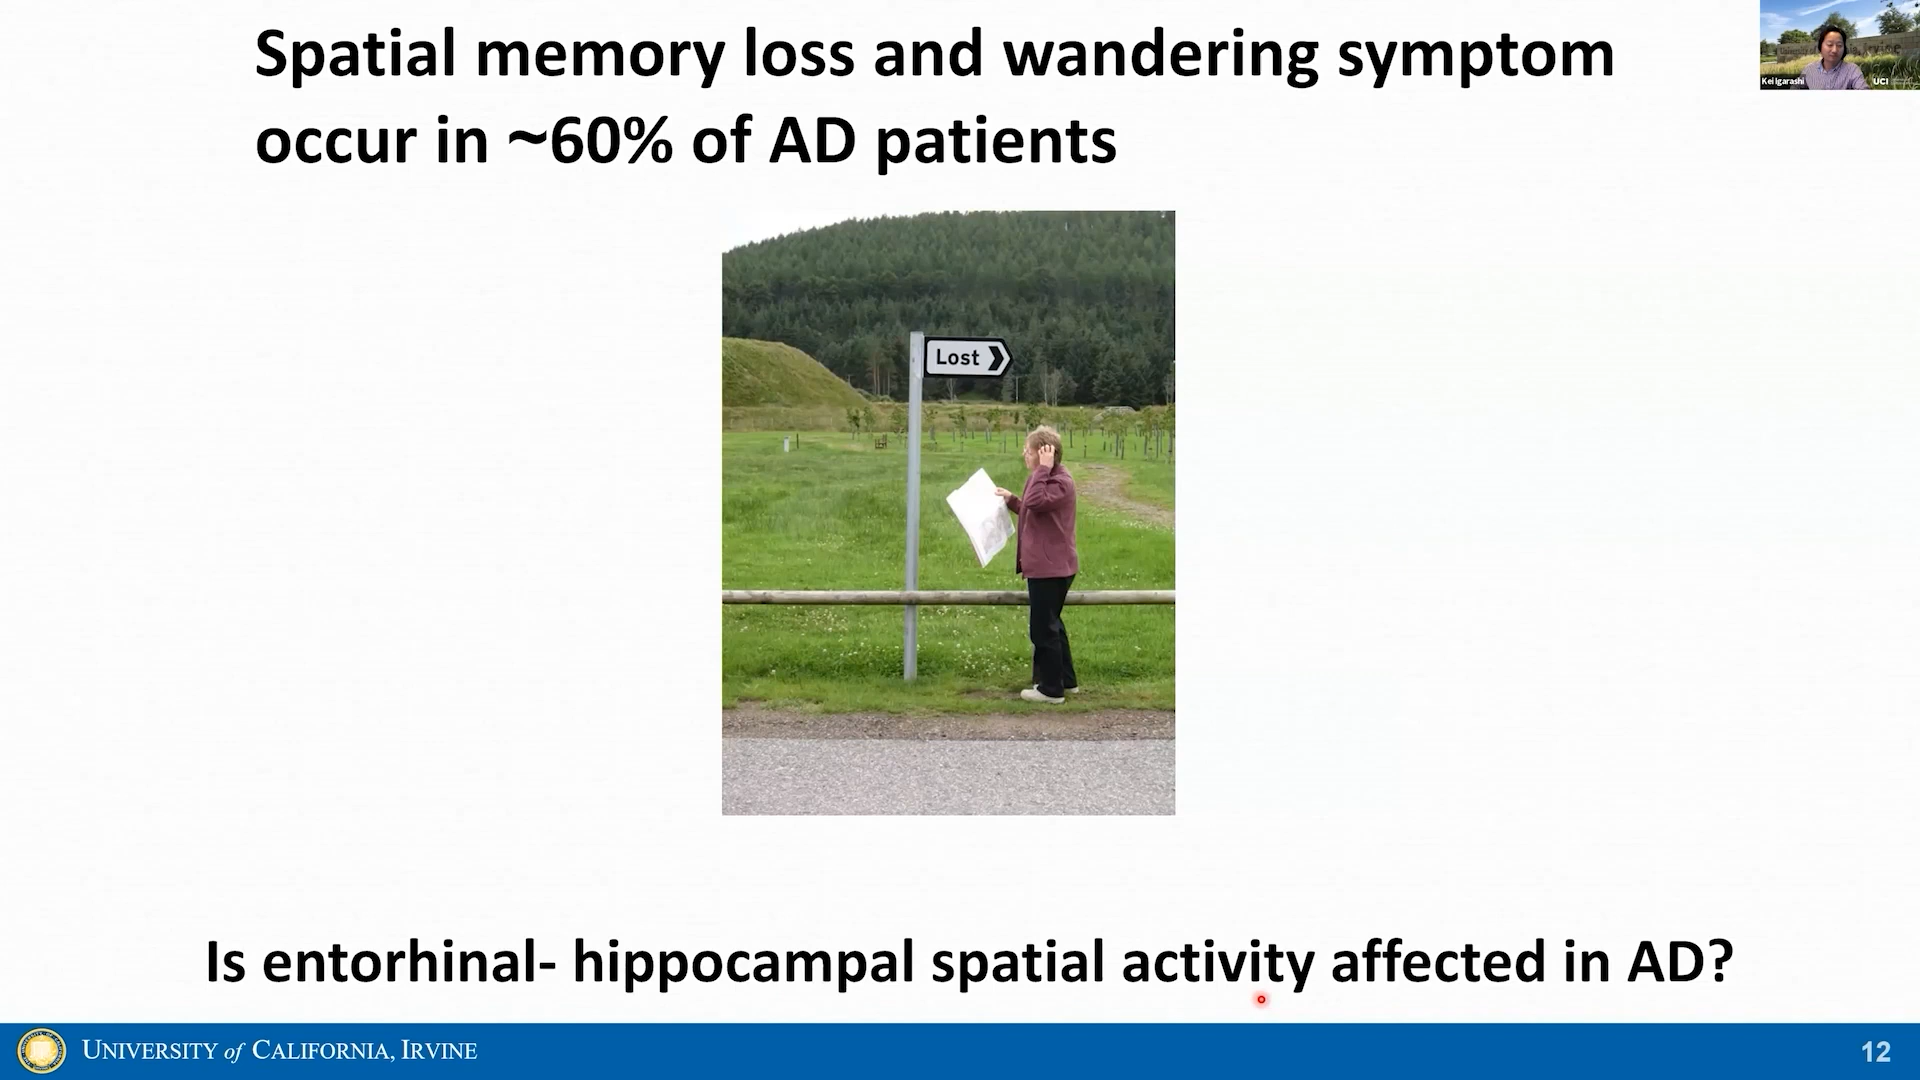 Spatial memory loss and wandering symptom
occur in ~60% of AD patients
Kei Igarashi
UCI
Lost
Is entorhinal- hippocampal spatial activity affected in AD?
UNIVERSITY of CALIFORNIA, IRVINE
12